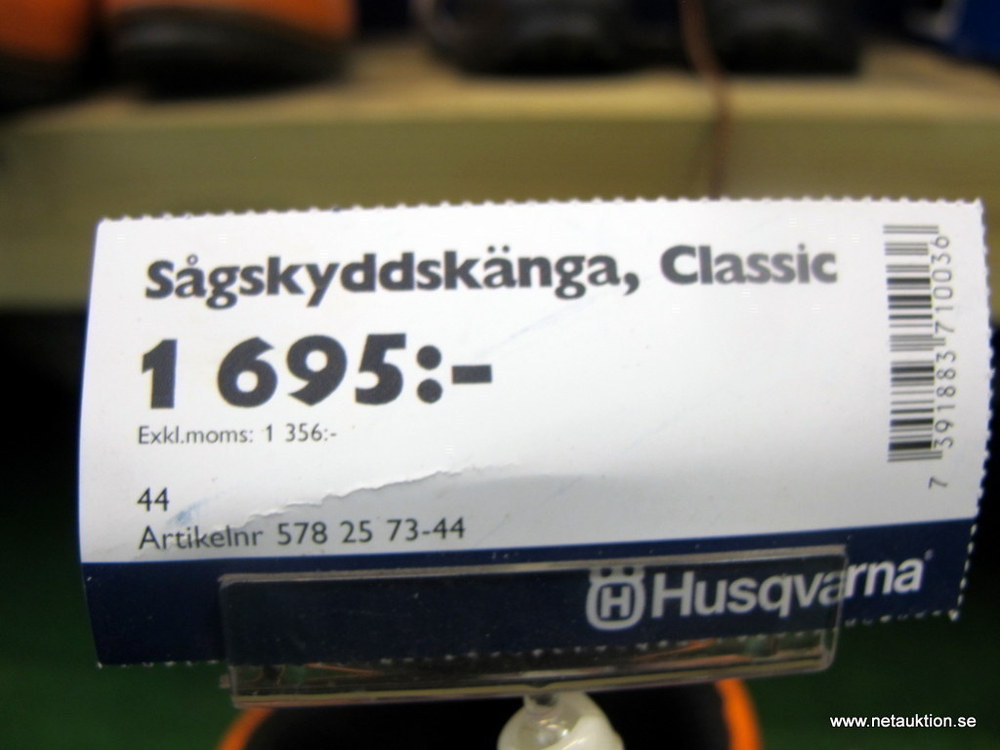 Sågskyddskänga, Classic
1 695:-
Exkl.moms: 1 356:-
44
Artikelnr 578 25 73-44
7 391883 710036
H Husqvarna®
www.netauktion.se